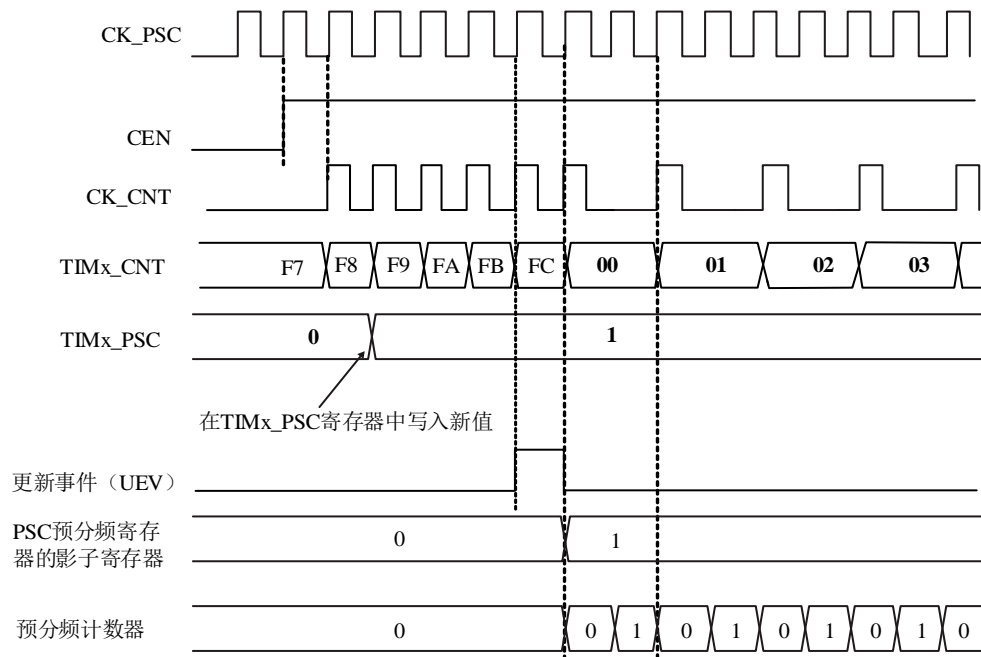 CK_PSC
CEN
CK_CNT
TIMx_CNT F7 F8 F9 FA FB FC 00 01 02 03
TIMx_PSC 0 1
在TIMx_PSC寄存器中写入新值
更新事件（UEV）
PSC预分频寄存
器的影子寄存器 0 1
预分频计数器 0 0 1 0 1 0 1 0 1 0